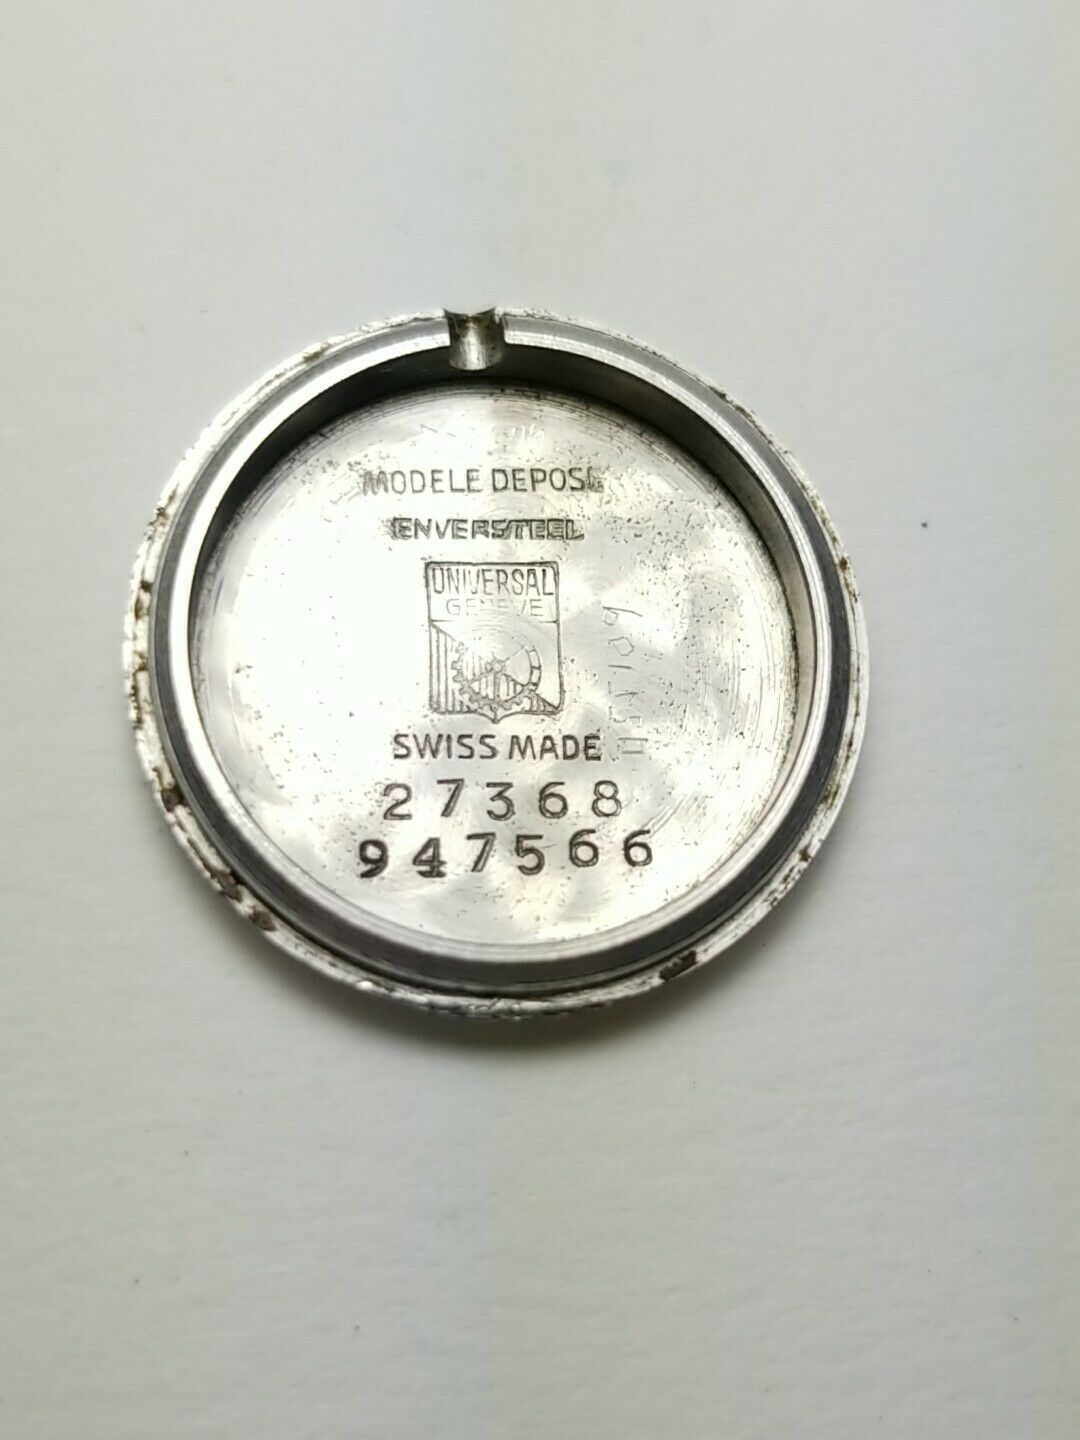 MODELE DEPOSE
ENVERSTEEL
UNIVERSAL
GENEVE
SWISS MADE
27368
947566